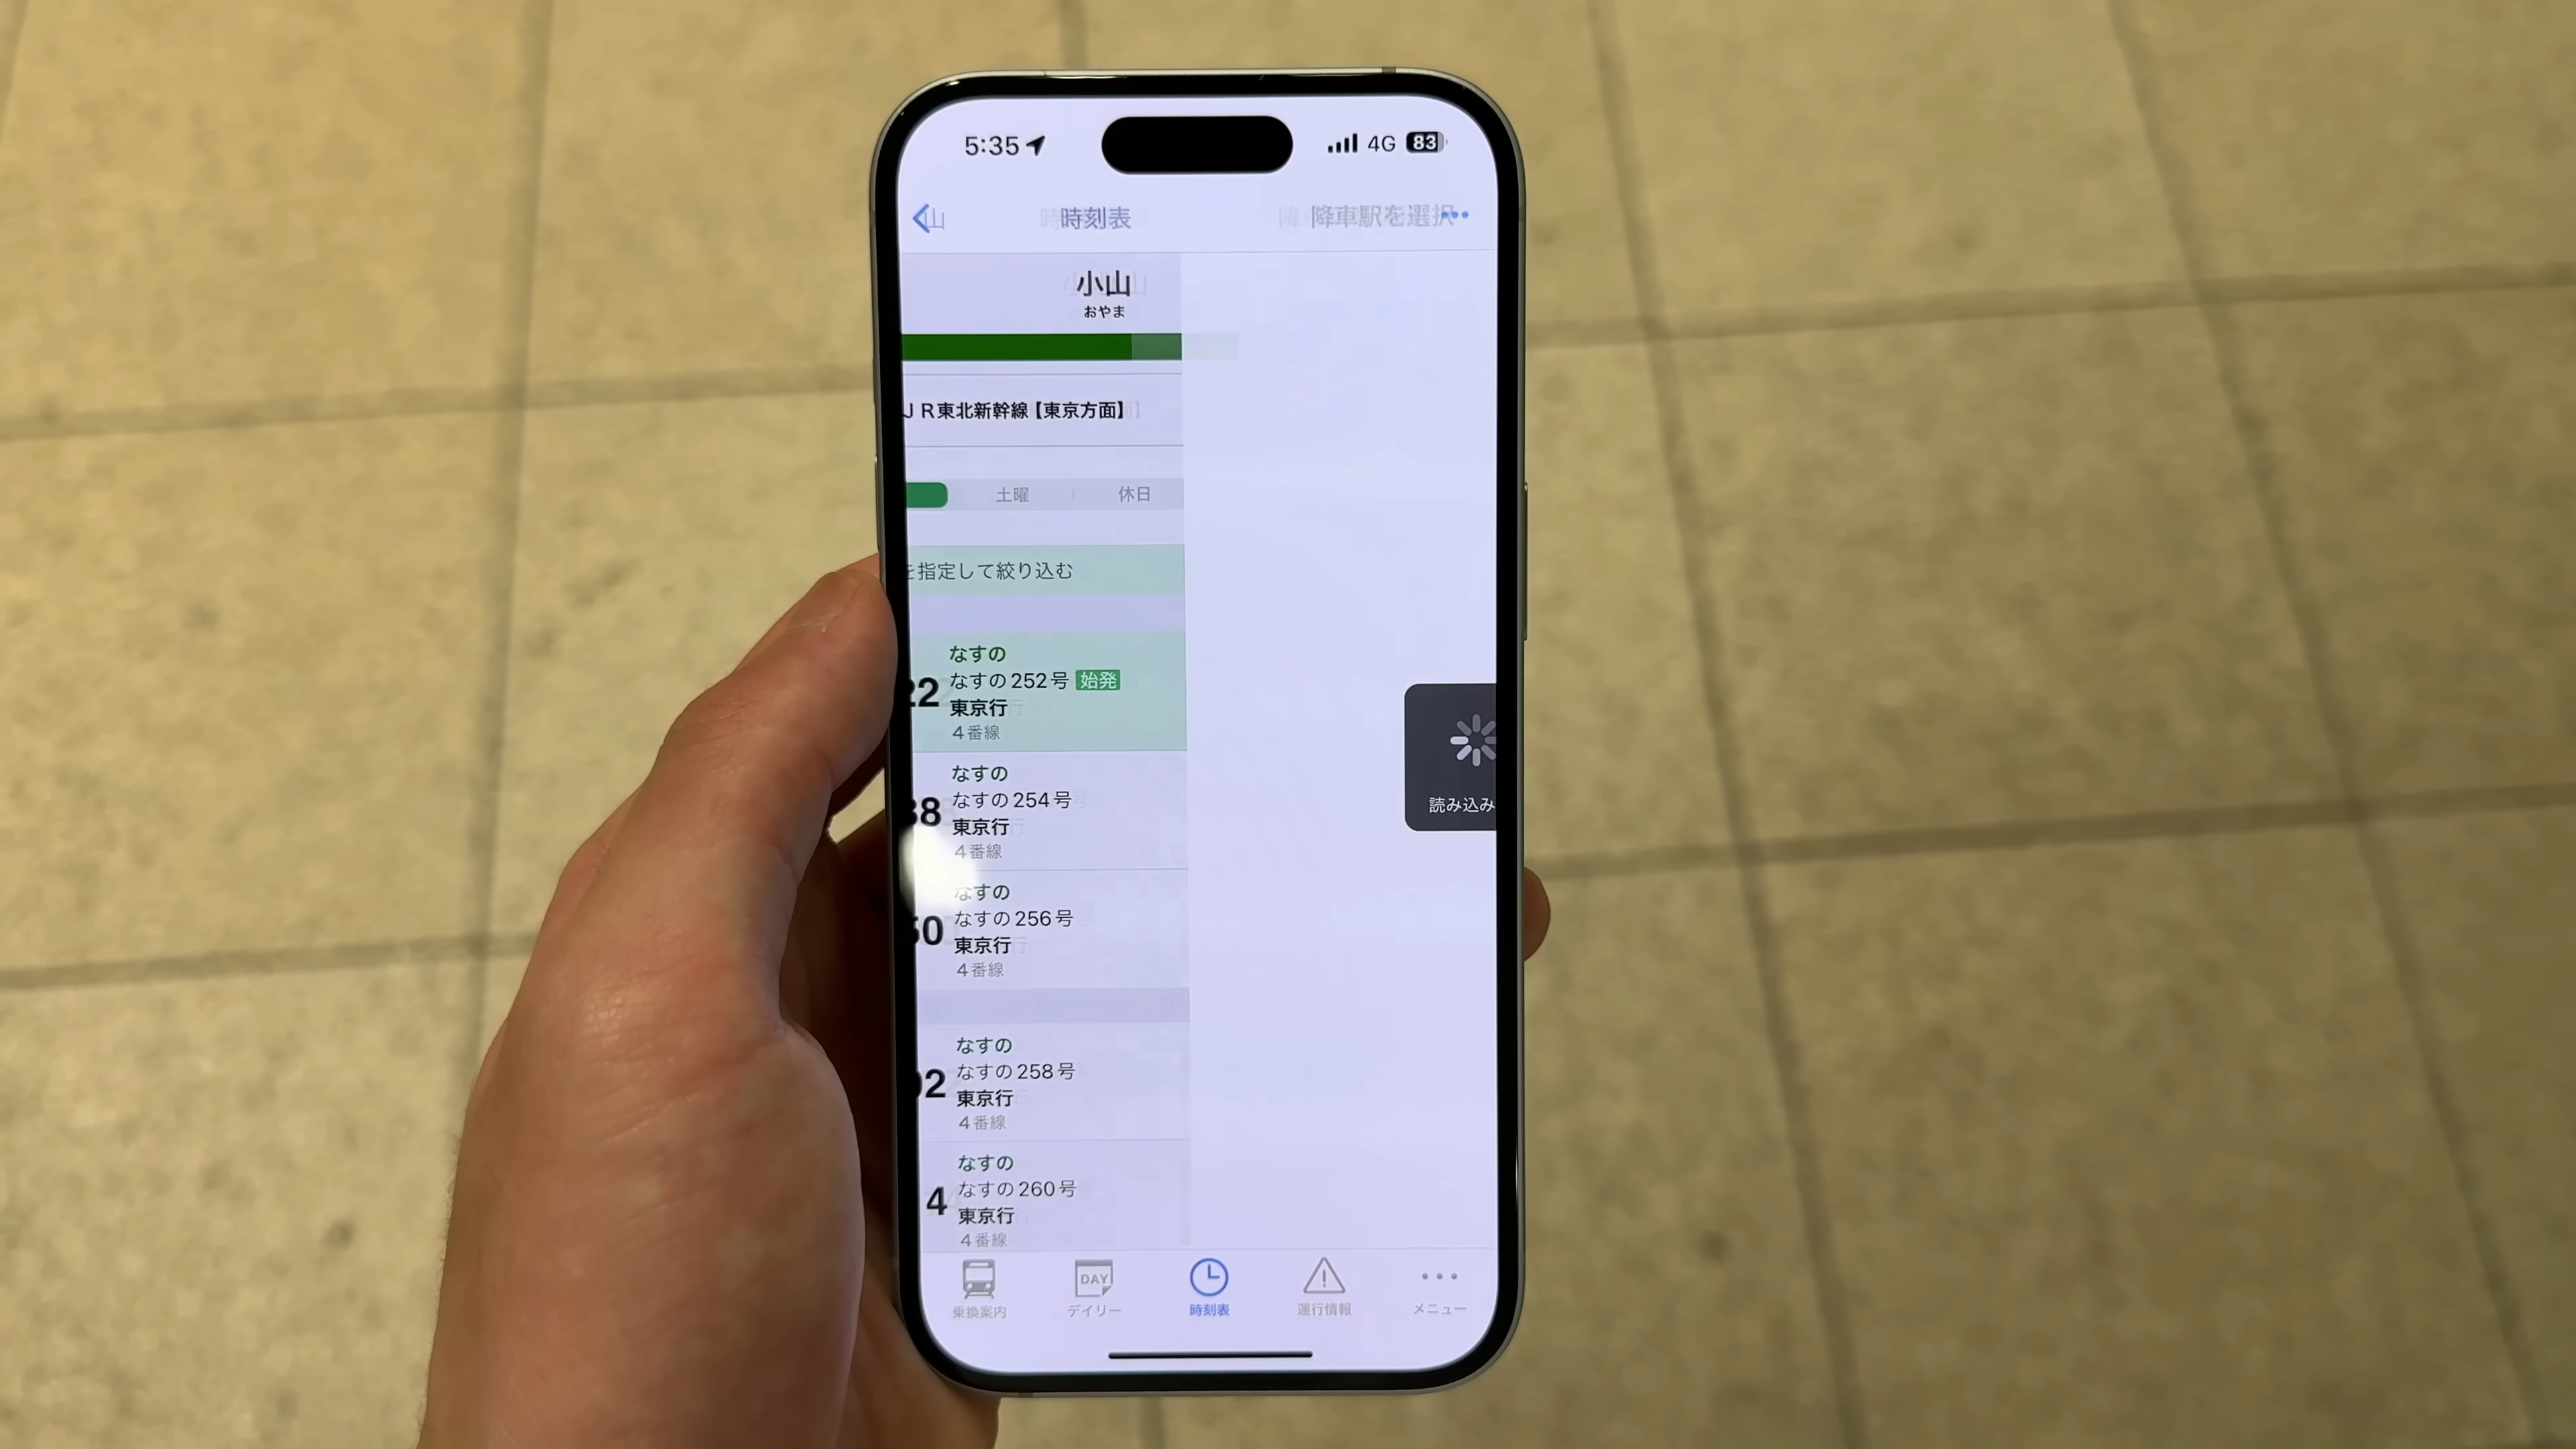 5:35
4G 83
山 時刻表 降車駅を選択
小山
おやま
ＪＲ東北新幹線【東京方面】
土曜 休日
を指定して絞り込む
22 なすの
なすの252号 始発
東京行
4番線
38 なすの
なすの254号
東京行
4番線
50 なすの
なすの256号
東京行
4番線
02 なすの
なすの258号
東京行
4番線
4 なすの
なすの260号
東京行
4番線
読み込み
DAY
乗換案内 デイリー 時刻表 運行情報 メニュー